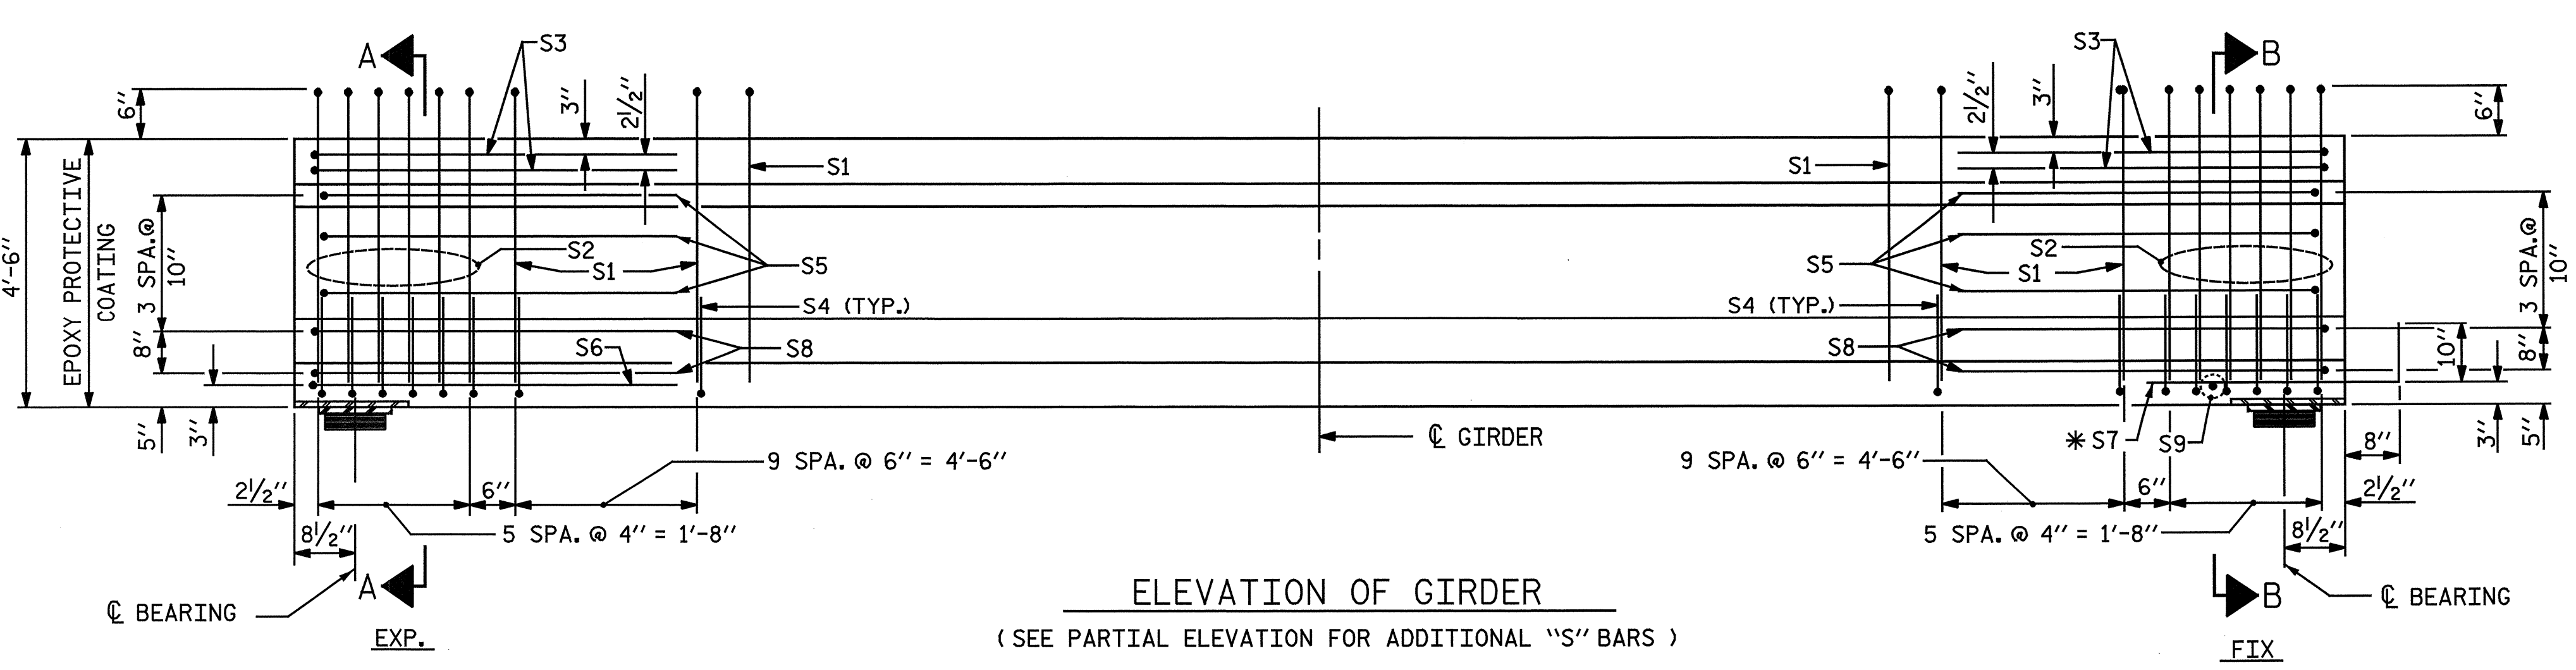 A
S3
S3
B
6"
3"
2½"
2½"
3"
6"
4'-6"
EPOXY PROTECTIVE
COATING
3 SPA.@
10"
8"
S1
S2
S1
S5
S4 (TYP.)
S6
S8
S1
S2
S5
S1
S4 (TYP.)
S8
3 SPA.@
10"
10"
8"
5"
3"
℄ GIRDER
✳ S7
S9
8"
3"
5"
9 SPA. @ 6" = 4'-6"
9 SPA. @ 6" = 4'-6"
2½"
6"
6"
2½"
5 SPA. @ 4" = 1'-8"
5 SPA. @ 4" = 1'-8"
8½"
8½"
A
℄ BEARING
EXP.
ELEVATION OF GIRDER
(SEE PARTIAL ELEVATION FOR ADDITIONAL "S" BARS )
B
℄ BEARING
FIX